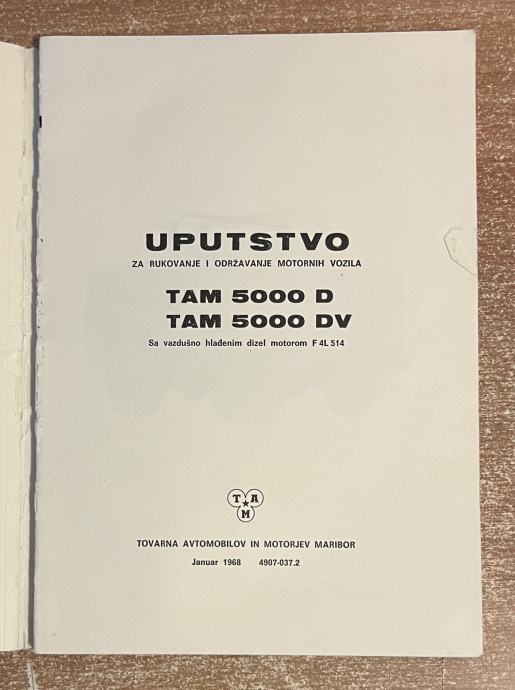 UPUTSTVO
ZA RUKOVANJE I ODRŽAVANJE MOTORNIH VOZILA
TAM 5000 D
TAM 5000 DV
Sa vazdušno hlađenim dizel motorom F 4L 514
T A
M
TOVARNA AVTOMOBILOV IN MOTORJEV MARIBOR
Januar 1968 4907-037.2